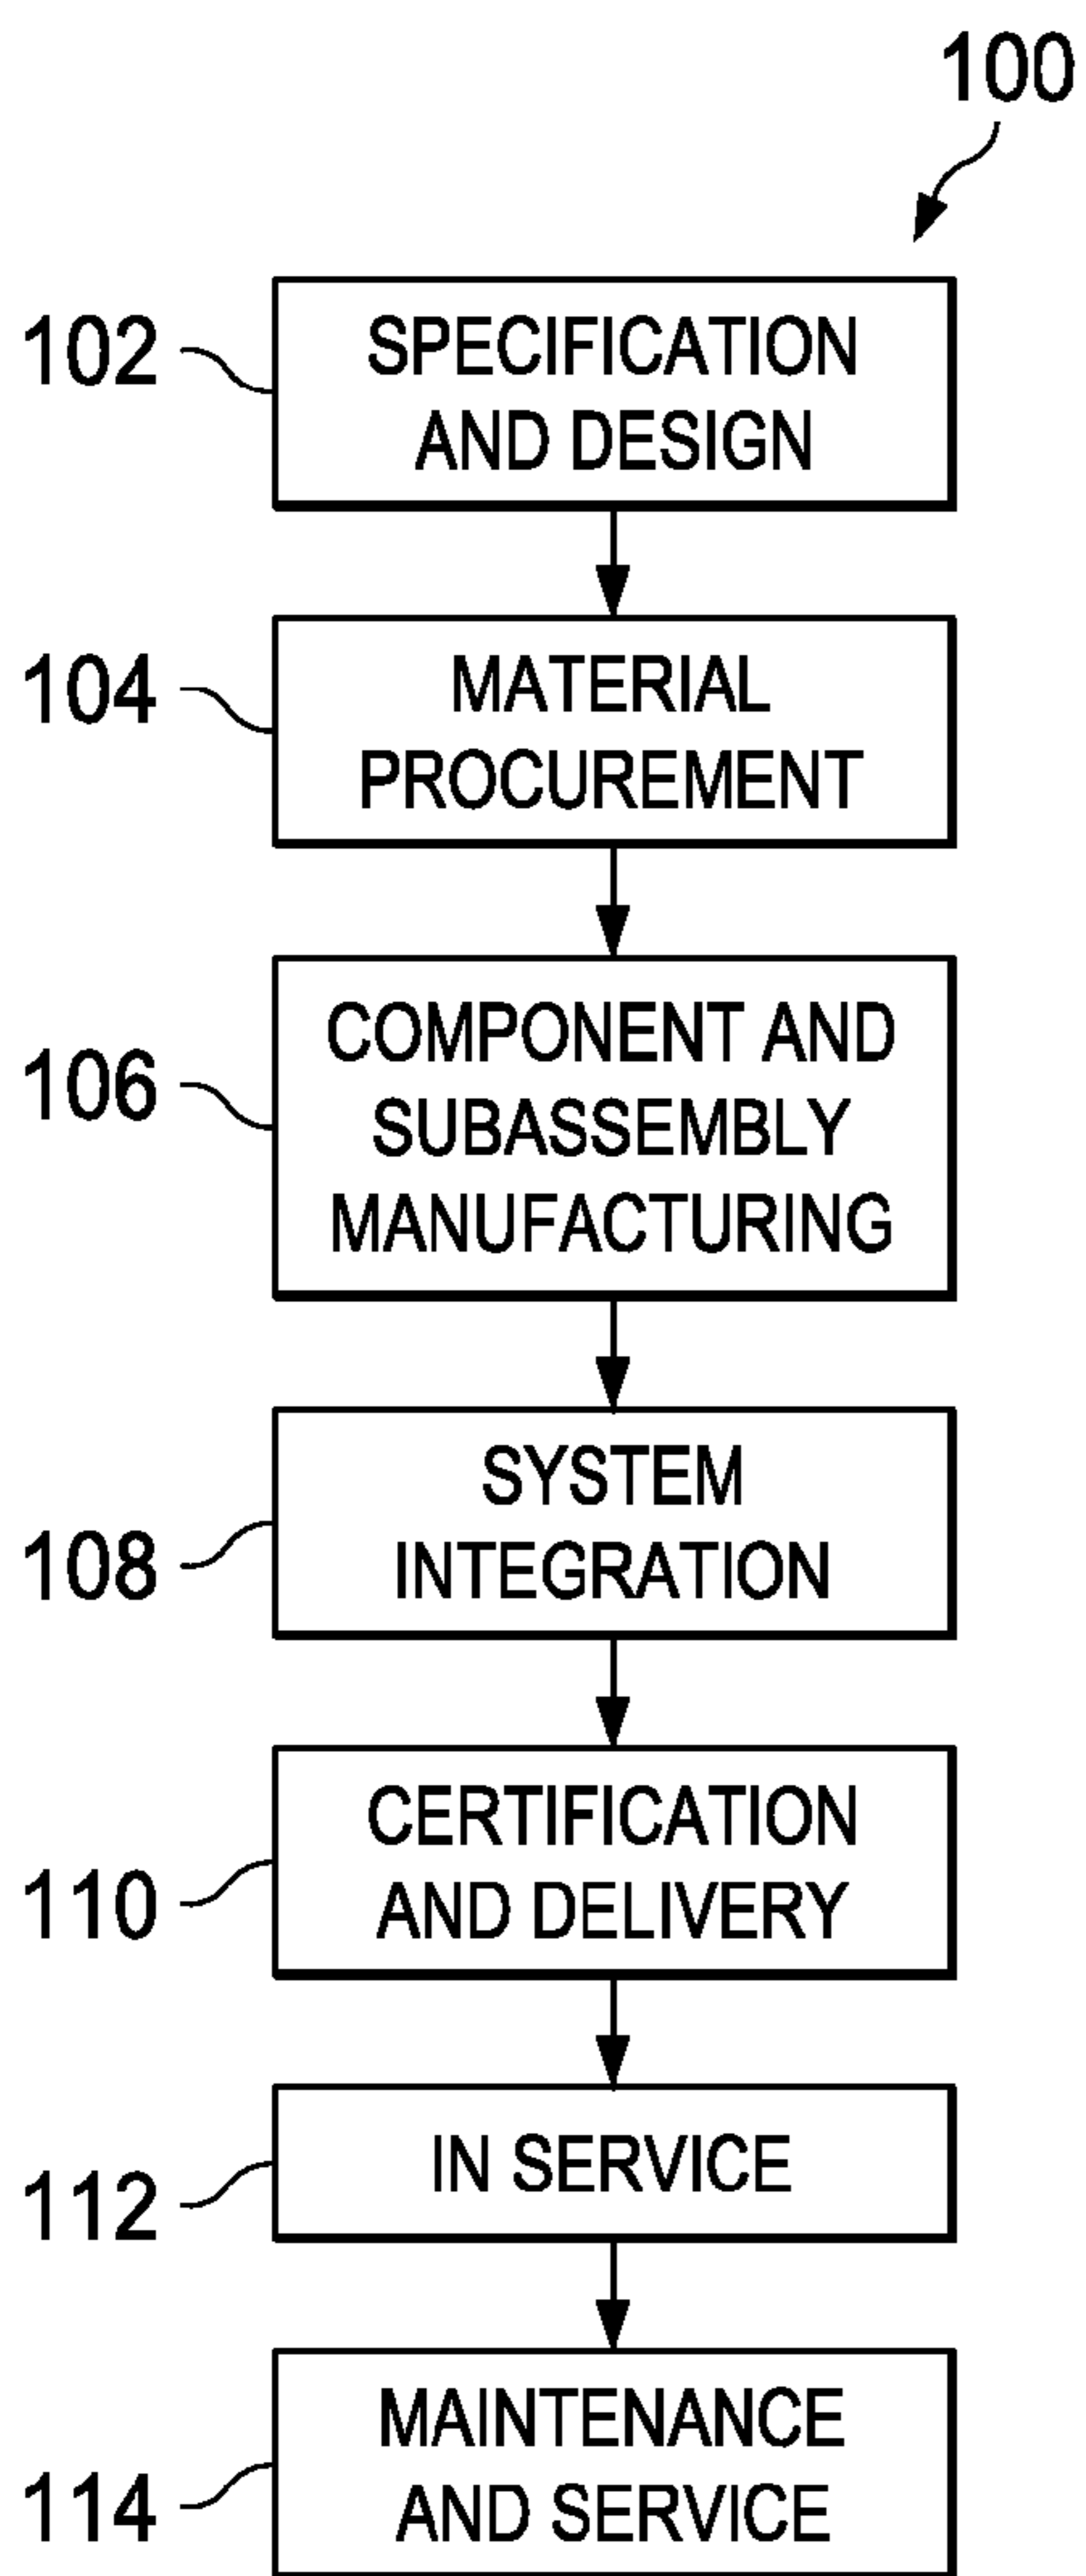 100
102
SPECIFICATION
AND DESIGN
104
MATERIAL
PROCUREMENT
106
COMPONENT AND
SUBASSEMBLY
MANUFACTURING
108
SYSTEM
INTEGRATION
110
CERTIFICATION
AND DELIVERY
112
IN SERVICE
114
MAINTENANCE
AND SERVICE